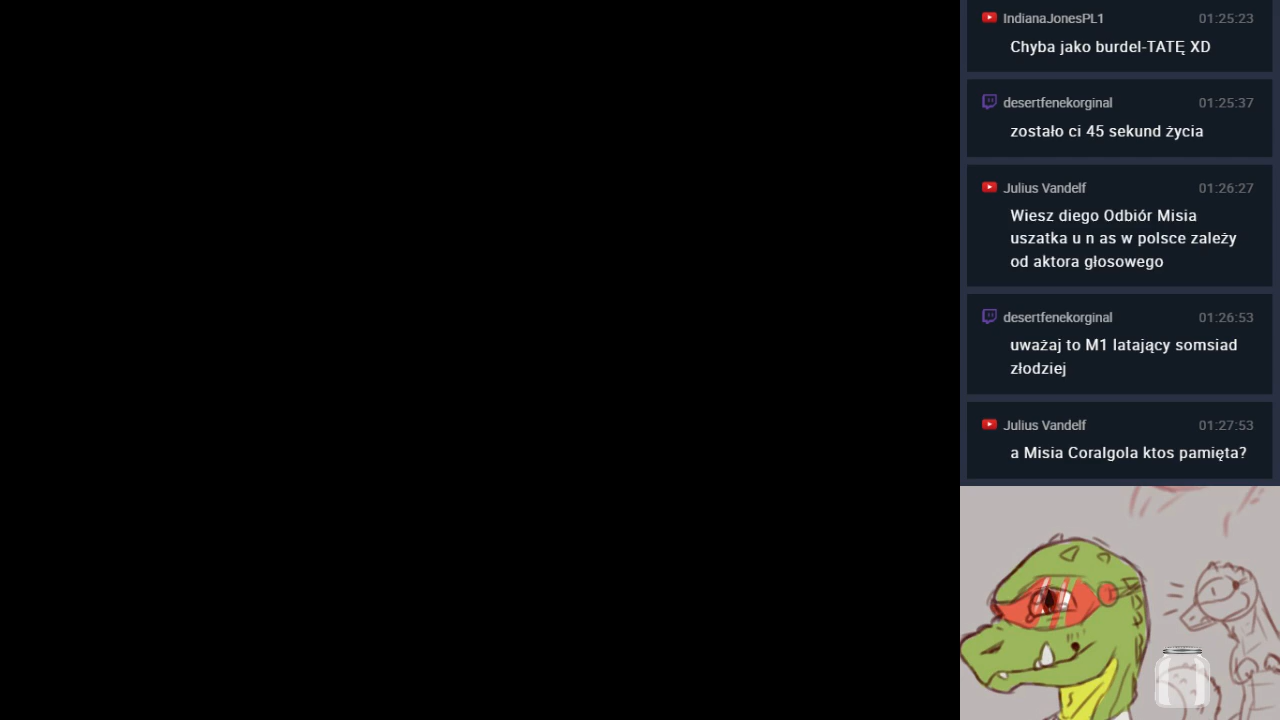 IndianaJonesPL1 01:25:23
Chyba jako burdel-TATĘ XD
desertfenekorginal 01:25:37
zostało ci 45 sekund życia
Julius Vandelf 01:26:27
Wiesz diego Odbiór Misia
uszatka u n as w polsce zależy
od aktora głosowego
desertfenekorginal 01:26:53
uważaj to M1 latający somsiad
złodziej
Julius Vandelf 01:27:53
a Misia Coralgola ktos pamięta?